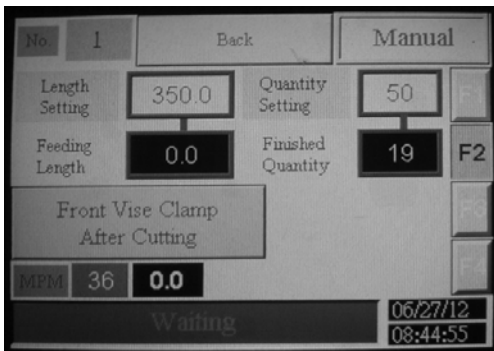 No. 1 Back Manual
Length Setting 350.0 Quantity Setting 50 F1
Feeding Length 0.0 Finished Quantity 19 F2
Front Vise Clamp After Cutting F3
MPM 36 0.0 F4
Waiting 06/27/12
08:44:55